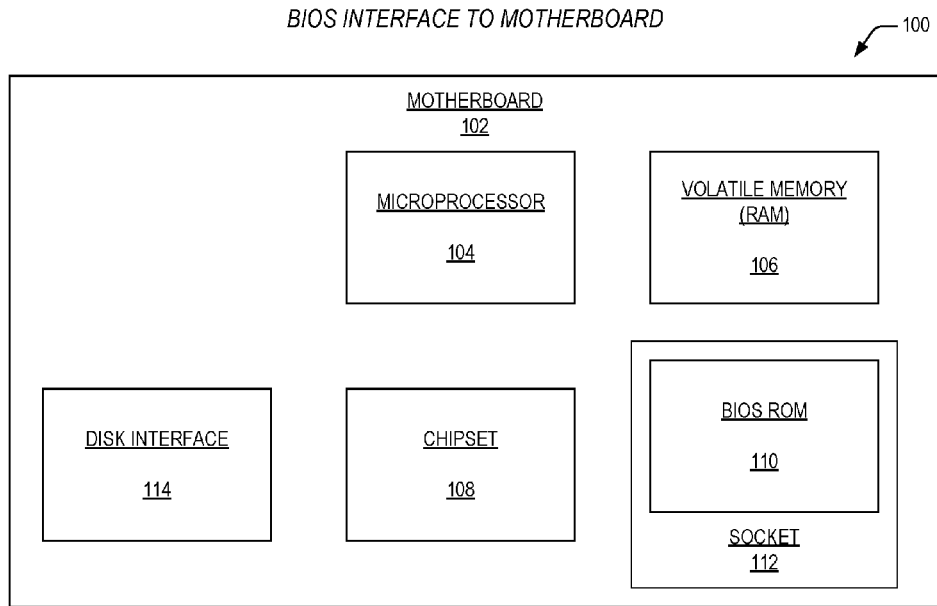 BIOS INTERFACE TO MOTHERBOARD
100
MOTHERBOARD
102
MICROPROCESSOR
104
VOLATILE MEMORY
(RAM)
106
DISK INTERFACE
114
CHIPSET
108
BIOS ROM
110
SOCKET
112